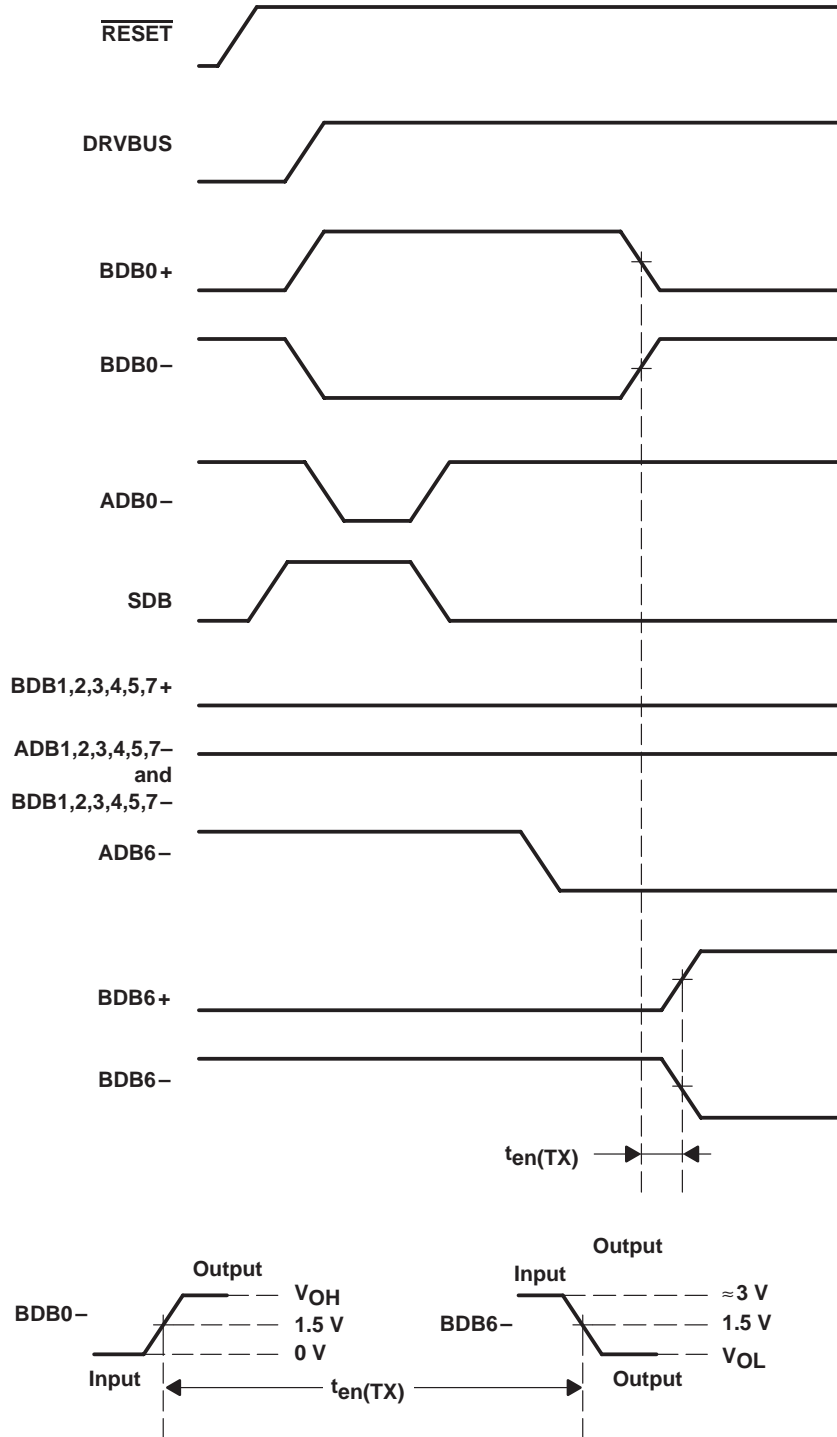 RESET
DRVBUS
BDB0+
BDB0−
ADB0−
SDB
BDB1,2,3,4,5,7+
ADB1,2,3,4,5,7−
and
BDB1,2,3,4,5,7−
ADB6−
BDB6+
BDB6−
ten(TX)
BDB0−
Output
VOH
1.5 V
0 V
Input
ten(TX)
Output
Input
BDB6−
≈3 V
1.5 V
VOL
Output